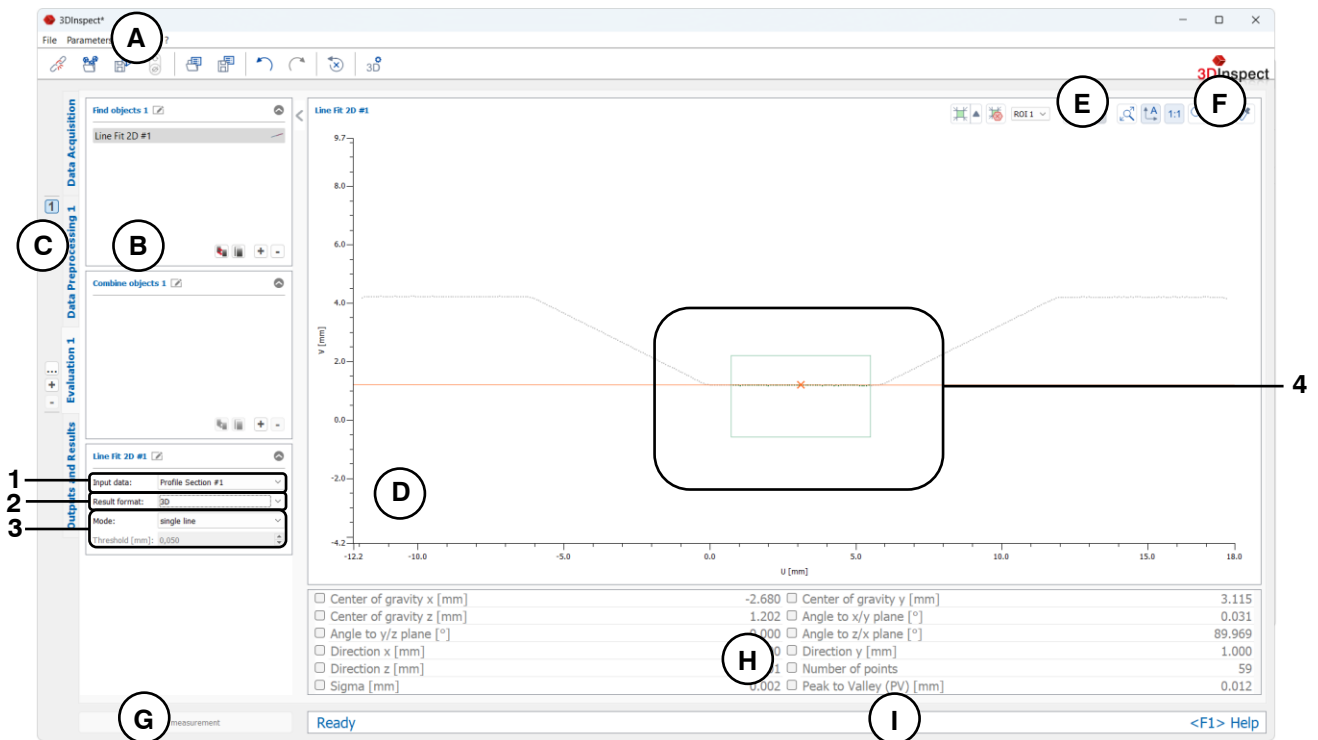 3DInspect*
File Parameters ?
A
3D
3DInspect
Data Acquisition
Data Preprocessing 1
Evaluation 1
Outputs and Results
1
...
+
-
C
Find objects 1
Line Fit 2D #1
B
+ -
Combine objects 1
+ -
Line Fit 2D #1
1 Input data: Profile Section #1
2 Result format: 3D
3 Mode: single line
Threshold [mm]: 0,050
Line Fit 2D #1
ROI 1
E
A
1:1
F
9.7
8.0
6.0
4.0
V [mm]
2.0
0.0
-2.0
-4.2
4
D
-12.2 -10.0 -5.0 0.0 5.0 10.0 15.0 18.0
U [mm]
Center of gravity x [mm] -2.680 Center of gravity y [mm] 3.115
Center of gravity z [mm] 1.202 Angle to x/y plane [°] 0.031
Angle to y/z plane [°] 0.000 Angle to z/x plane [°] 89.969
Direction x [mm] Direction y [mm] 1.000
Direction z [mm] Number of points 59
Sigma [mm] 0.002 Peak to Valley (PV) [mm] 0.012
H
G
measurement
Ready
I
<F1> Help